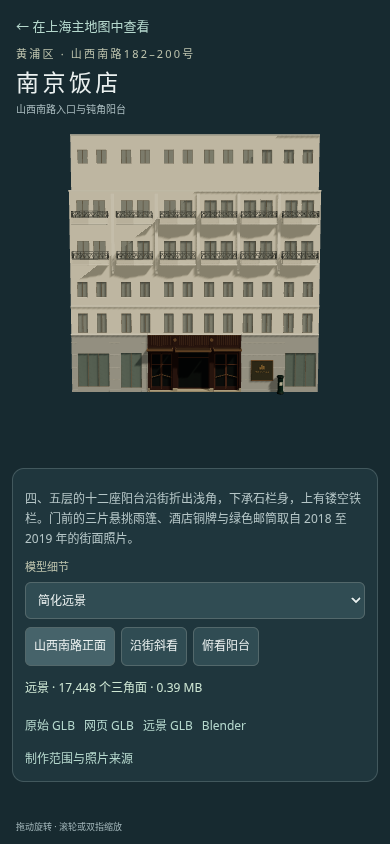 ← 在上海主地图中查看
黄浦区 · 山西南路182–200号
南京饭店
山西南路入口与钝角阳台
四、五层的十二座阳台沿街折出浅角，下承石栏身，上有镂空铁
栏。门前的三片悬挑雨篷、酒店铜牌与绿色邮筒取自 2018 至
2019 年的街面照片。
模型细节
简化远景
山西南路正面 沿街斜看 俯看阳台
远景 · 17,448 个三角面 · 0.39 MB
原始 GLB 网页 GLB 远景 GLB Blender
制作范围与照片来源
拖动旋转 · 滚轮或双指缩放